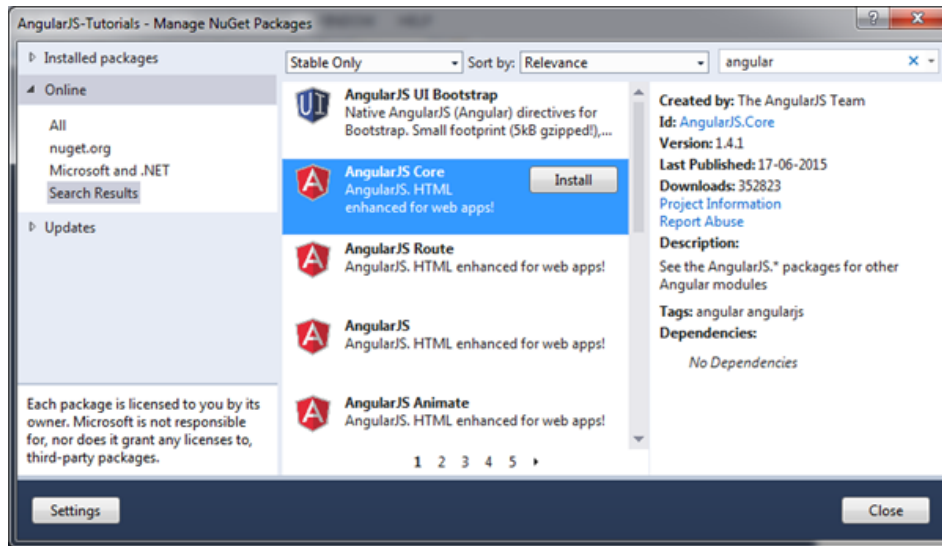 AngularJS-Tutorials - Manage NuGet Packages
Installed packages
Online
All
nuget.org
Microsoft and .NET
Search Results
Updates
Each package is licensed to you by its
owner. Microsoft is not responsible
for, nor does it grant any licenses to,
third-party packages.
Settings
Stable Only
Sort by: Relevance
AngularJS UI Bootstrap
Native AngularJS (Angular) directives for
Bootstrap. Small footprint (5kB gzipped!),...
AngularJS Core
AngularJS. HTML
enhanced for web apps!
Install
AngularJS Route
AngularJS. HTML enhanced for web apps!
AngularJS
AngularJS. HTML enhanced for web apps!
AngularJS Animate
AngularJS. HTML enhanced for web apps!
1 2 3 4 5
angular
Created by: The AngularJS Team
Id: AngularJS.Core
Version: 1.4.1
Last Published: 17-06-2015
Downloads: 352823
Project Information
Report Abuse
Description:
See the AngularJS.* packages for other
Angular modules
Tags: angular angularjs
Dependencies:
No Dependencies
Close